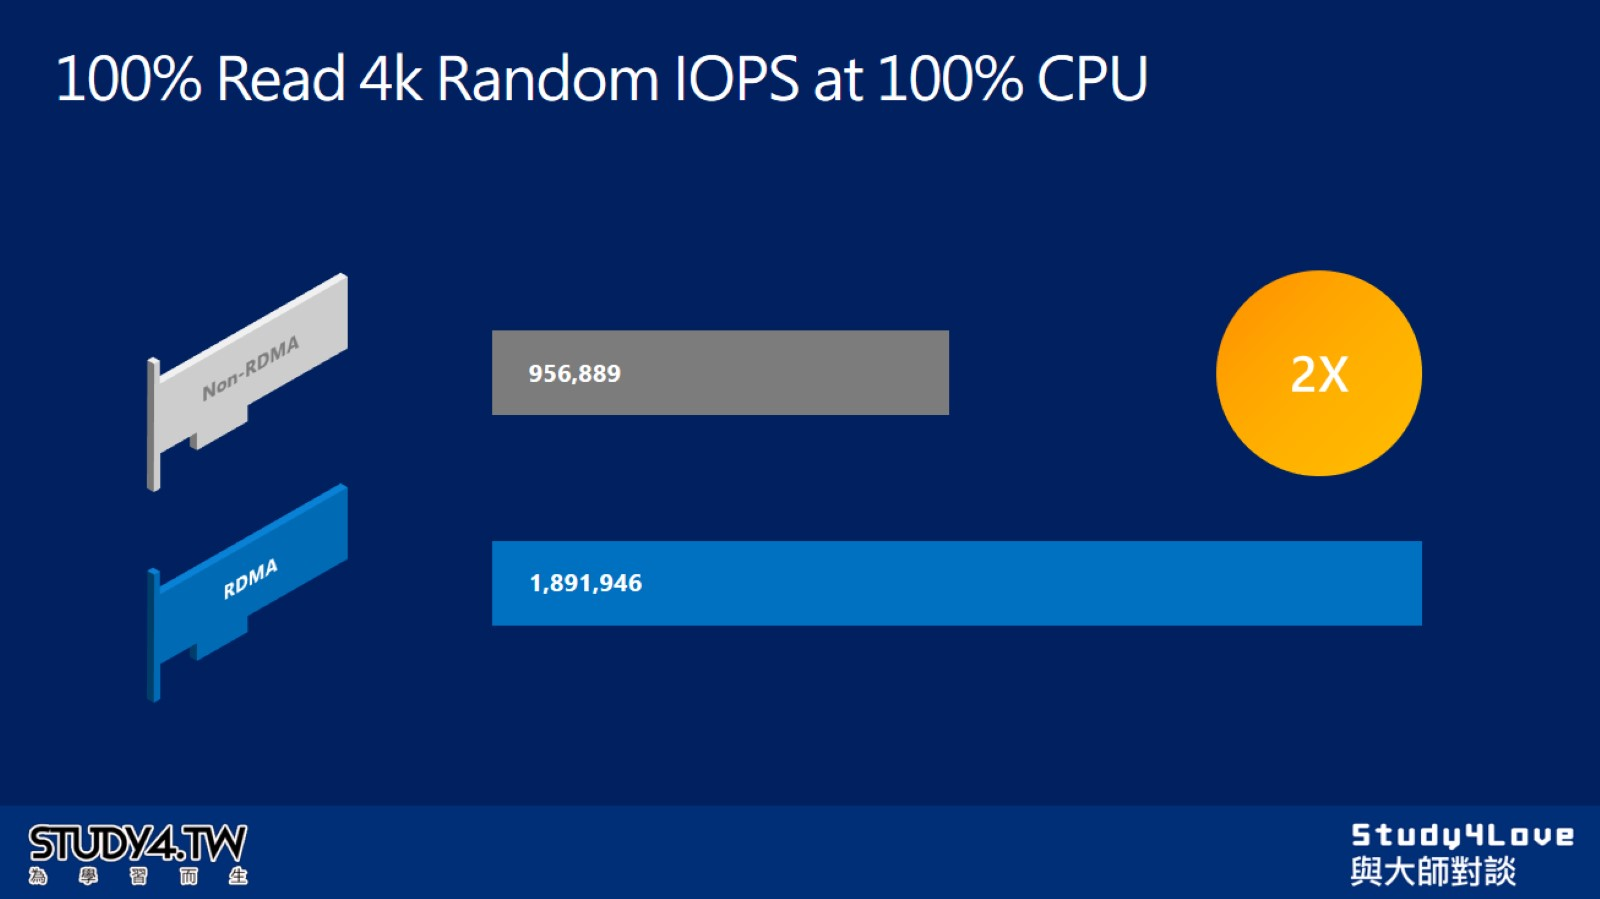 100% Read 4k Random IOPS at 100% CPU
Non-RDMA
956,889
2X
RDMA
1,891,946
STUDY4.TW
為學習而生
Study4Love
與大師對談